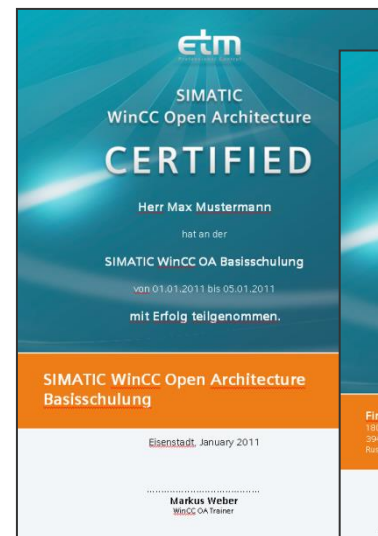 etm
SIMATIC
WinCC Open Architecture
CERTIFIED
Herr Max Mustermann
hat an der
SIMATIC WinCC OA Basisschulung
von 01.01.2011 bis 05.01.2011
mit Erfolg teilgenommen.
SIMATIC WinCC Open Architecture
Basisschulung
Eisenstadt, January 2011
Markus Weber
WinCC OA Trainer